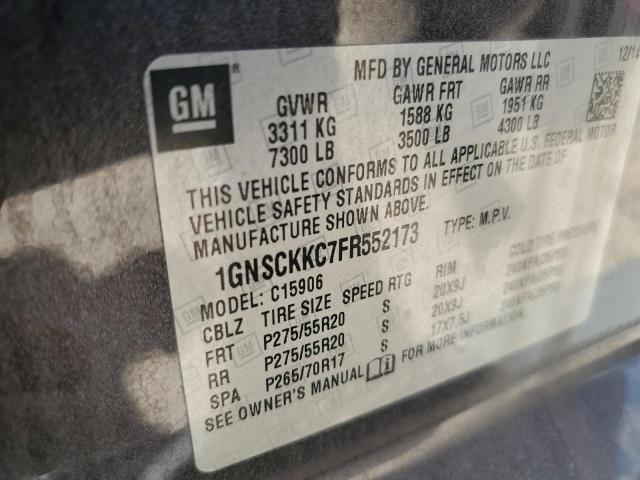 MFD BY GENERAL MOTORS LLC 12/14
GM
GVWR GAWR FRT GAWR RR
3311 KG 1588 KG 1951 KG
7300 LB 3500 LB 4300 LB
THIS VEHICLE CONFORMS TO ALL APPLICABLE U.S. FEDERAL MOTOR
VEHICLE SAFETY STANDARDS IN EFFECT ON THE DATE OF
MANUFACTURE SHOWN ABOVE.
1GNSCKKC7FR552173 TYPE: M.P.V.
MODEL: C15906
CBLZ TIRE SIZE SPEED RTG RIM
FRT P275/55R20 S 20X9J
RR P275/55R20 S 20X9J
SPA P265/70R17 S 17X7.5J
SEE OWNER'S MANUAL FOR MORE INFORMATION.